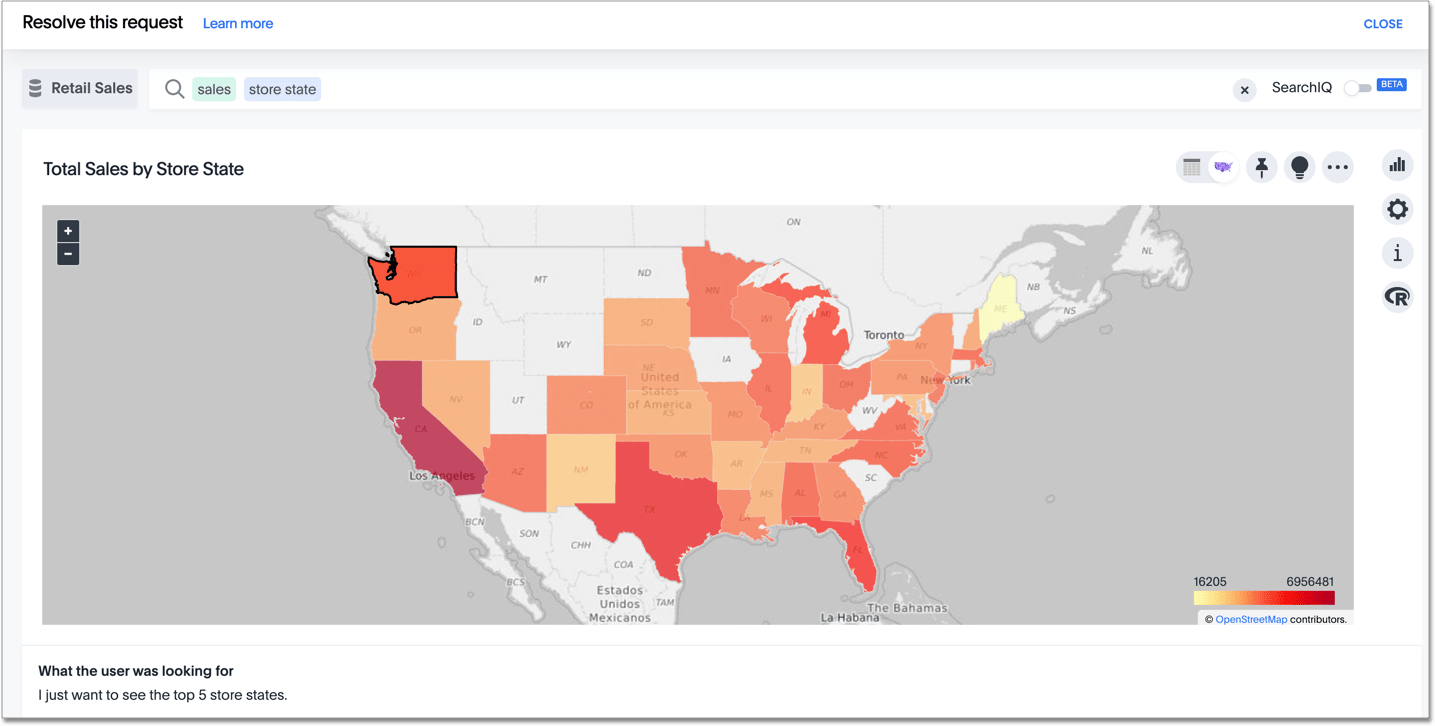 Resolve this request Learn more CLOSE
Retail Sales sales store state SearchIQ BETA
Total Sales by Store State
+
−
ON
NL
MT ND
NB
MN ME
NS
OR ID SD WI MI Toronto
WY NY
IA
NE PA New York
United
States
of America
NV UT CO KS IL IN OH
MO WV
KY VA
CA
Los Angeles AZ NM OK AR TN NC
SC
TX MS AL GA
LA
BCN
SON
CHH FL
COA
BCS
Estados
Unidos
Mexicanos
TAM The Bahamas
La Habana
16205 6956481
© OpenStreetMap contributors.
What the user was looking for
I just want to see the top 5 store states.